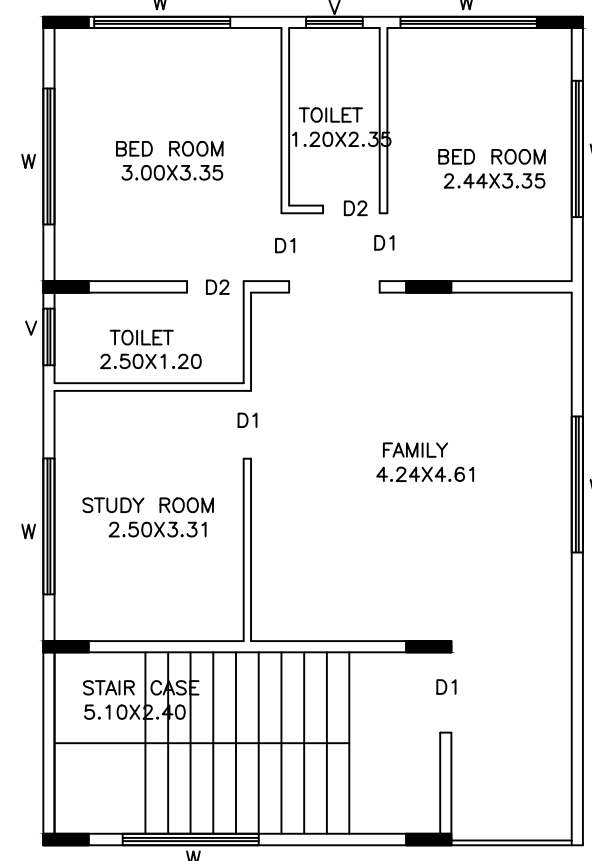 W
V
W
TOILET
1.20X2.35
BED ROOM
3.00X3.35
BED ROOM
2.44X3.35
W
D2
D1
D1
D2
V
TOILET
2.50X1.20
D1
FAMILY
4.24X4.61
STUDY ROOM
2.50X3.31
W
STAIR CASE
5.10X2.40
D1
W